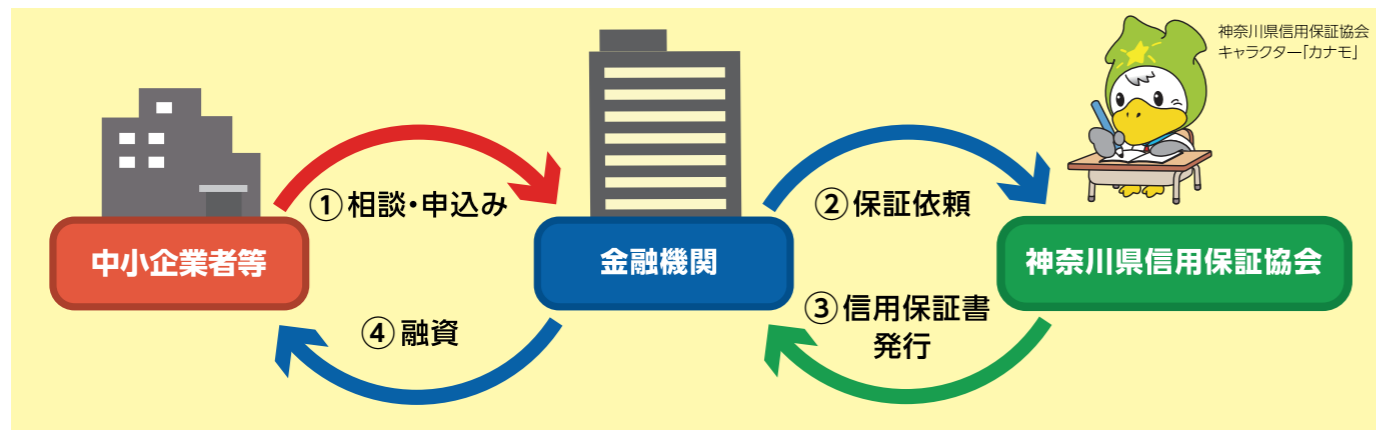 神奈川県信用保証協会
キャラクター「カナモ」
①相談・申込み
②保証依頼
中小企業者等
金融機関
神奈川県信用保証協会
④融資
③信用保証書
発行